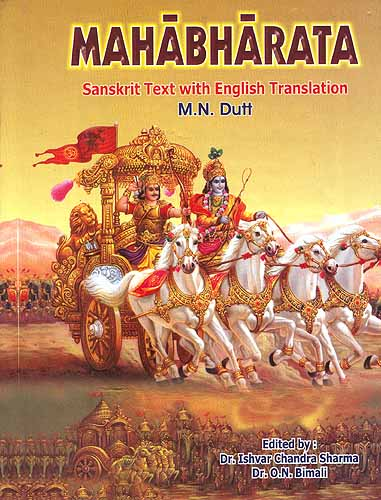 MAHĀBHĀRATA
Sanskrit Text with English Translation
M.N. Dutt
Edited by :
Dr. Ishvar Chandra Sharma
Dr. O.N. Bimali